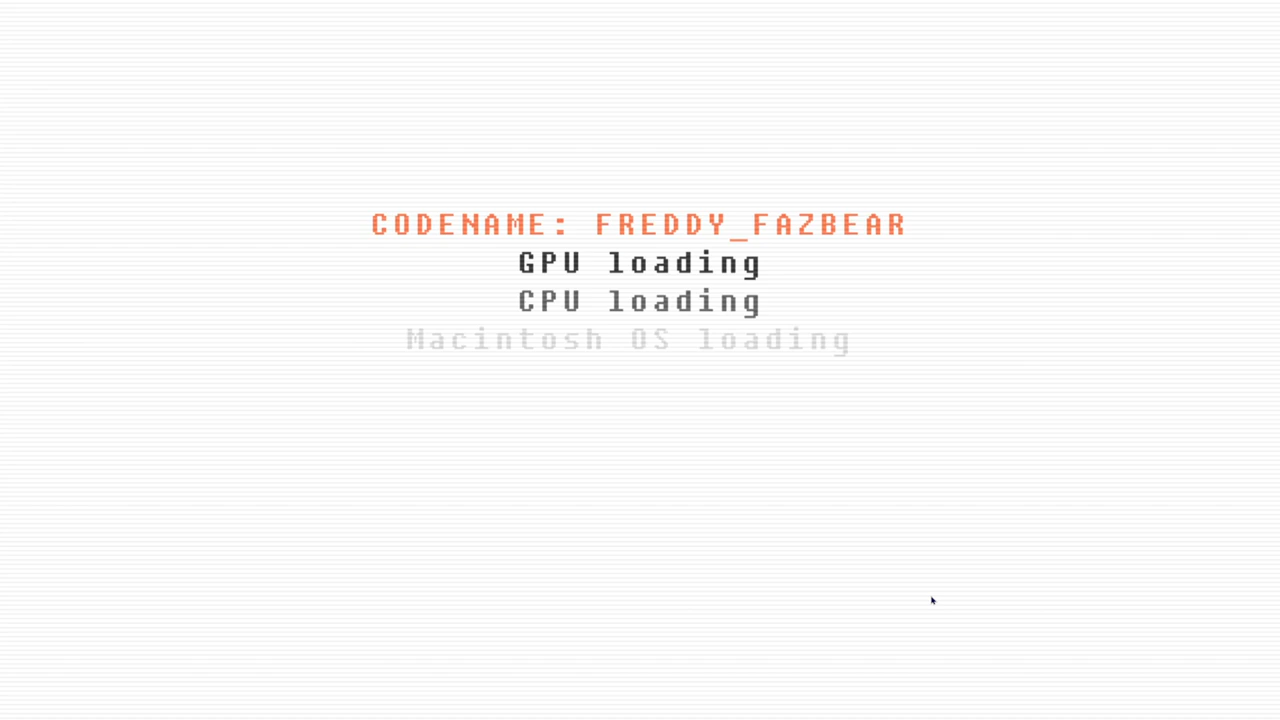 CODENAME: FREDDY_FAZBEAR
GPU loading
CPU loading
Macintosh OS loading